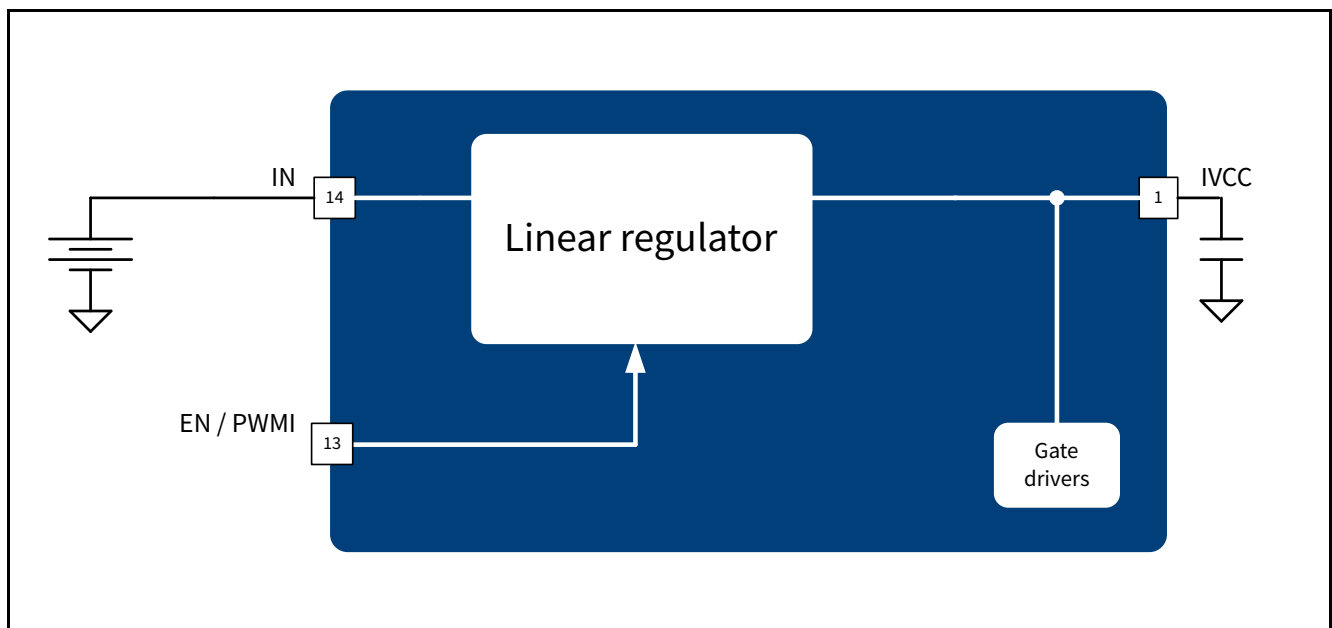 IN
14
Linear regulator
1
IVCC
EN / PWMI
13
Gate
drivers